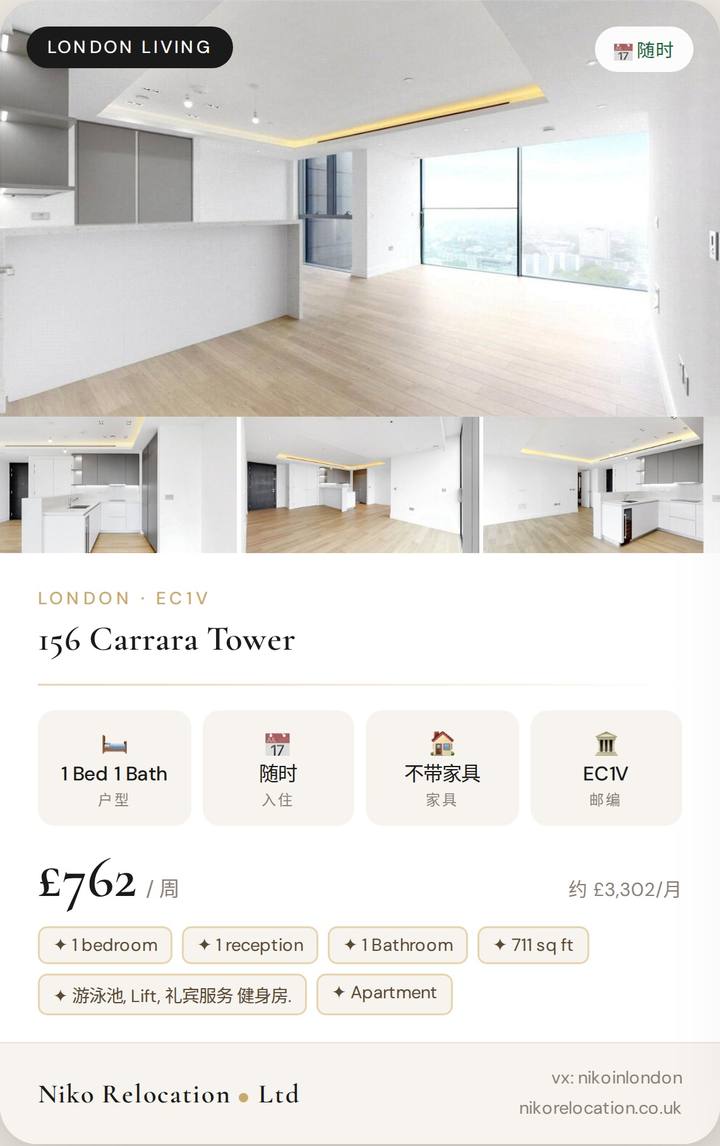 LONDON LIVING
随时
LONDON · EC1V
156 Carrara Tower
1 Bed 1 Bath
户型
17
随时
入住
不带家具
家具
EC1V
邮编
£762 / 周
约 £3,302/月
✦ 1 bedroom ✦ 1 reception ✦ 1 Bathroom ✦ 711 sq ft
✦ 游泳池, Lift, 礼宾服务 健身房. ✦ Apartment
Niko Relocation • Ltd
vx: nikoinlondon
nikorelocation.co.uk